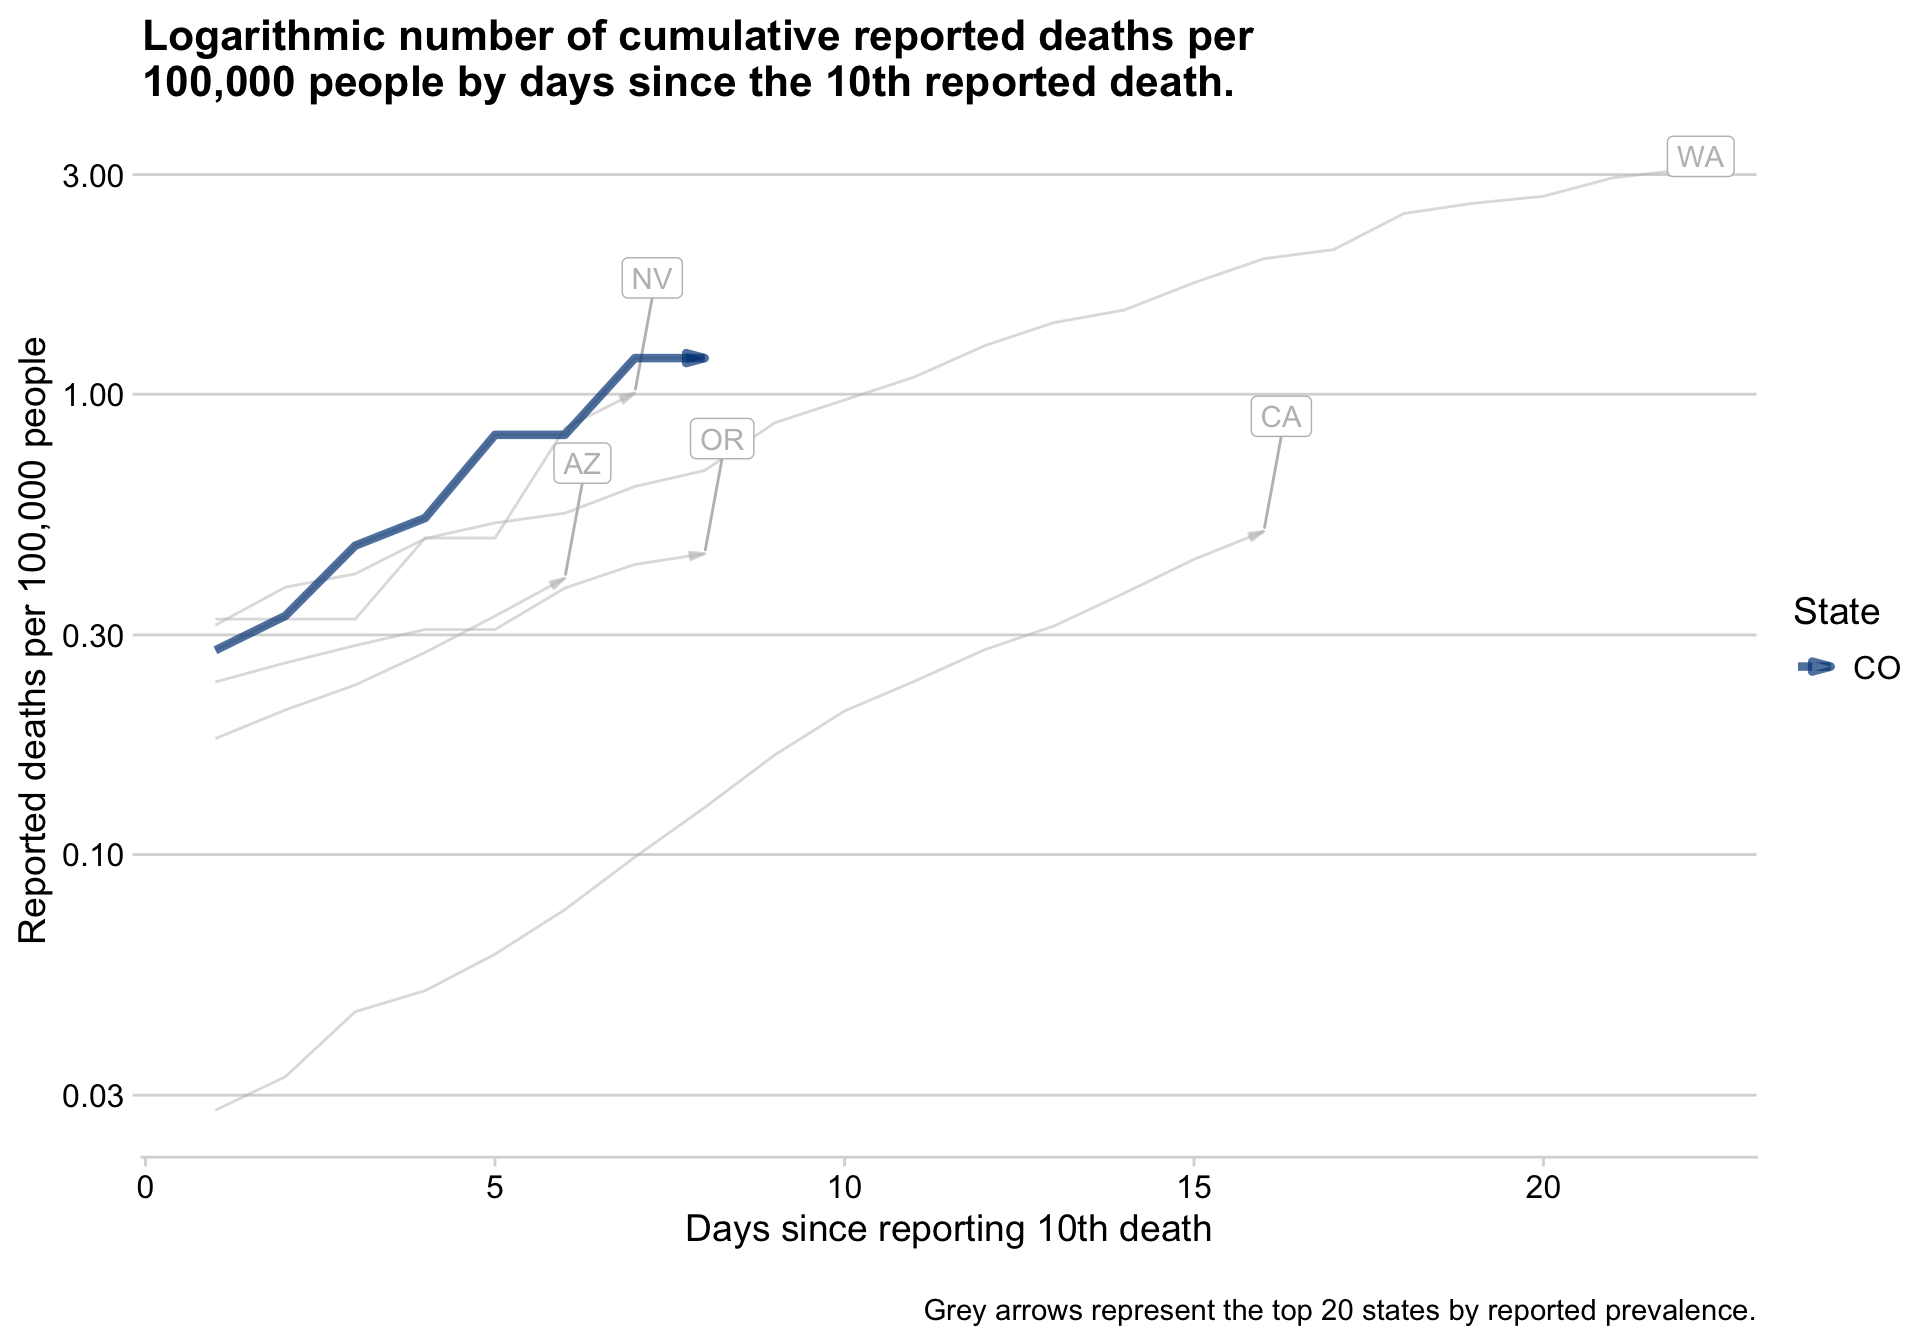 Logarithmic number of cumulative reported deaths per
100,000 people by days since the 10th reported death.
Reported deaths per 100,000 people
3.00
1.00
0.30
0.10
0.03
WA
NV
CA
OR
AZ
State
CO
0
5
10
15
20
Days since reporting 10th death
Grey arrows represent the top 20 states by reported prevalence.